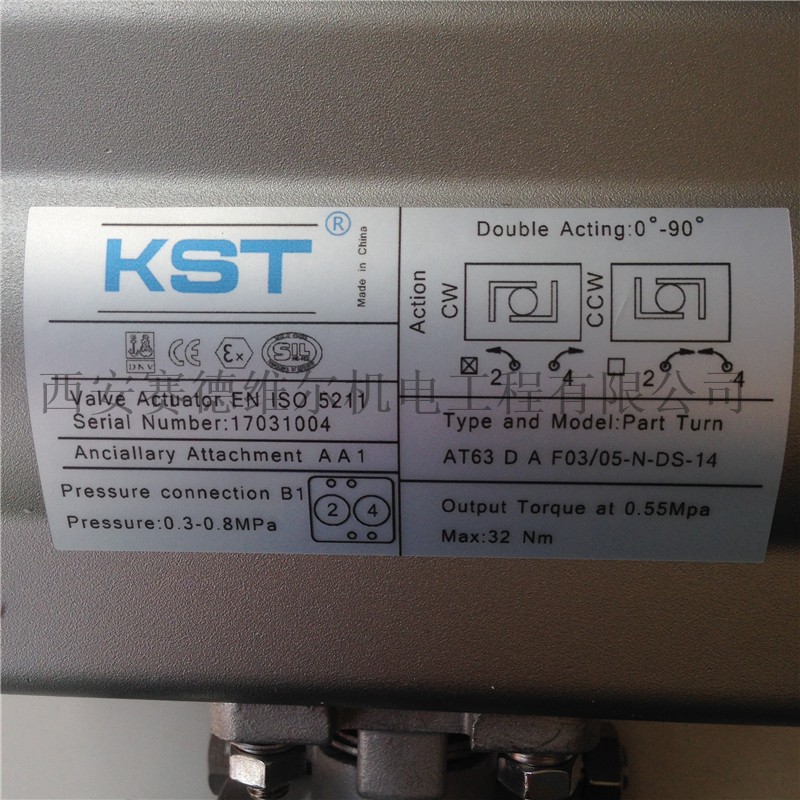 KST®
Made in China
DNV
CE
Ex
SIL
Valve Actuator EN ISO 5211
Serial Number:17031004
Anciallary Attachment AA1
Pressure connection B1
2 4
Pressure:0.3-0.8MPa
Double Acting:0°-90°
Action
CW
CCW
2 4
2 4
Type and Model:Part Turn
AT63 D A F03/05-N-DS-14
Output Torque at 0.55Mpa
Max:32 Nm
西安赛德维尔机电工程有限公司